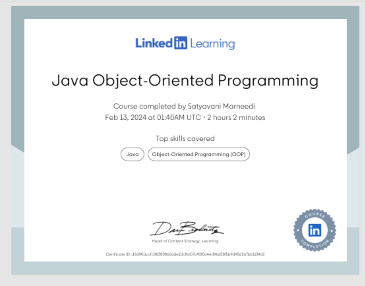 Linked in Learning
Java Object-Oriented Programming
Course completed by Satyavani Marneedi
Feb 13, 2024 at 01:40AM UTC • 2 hours 2 minutes
Top skills covered
Java
Object-Oriented Programming (OOP)
Head of Content Strategy, Learning
COURSE
in
COMPLETION
Certificate ID: